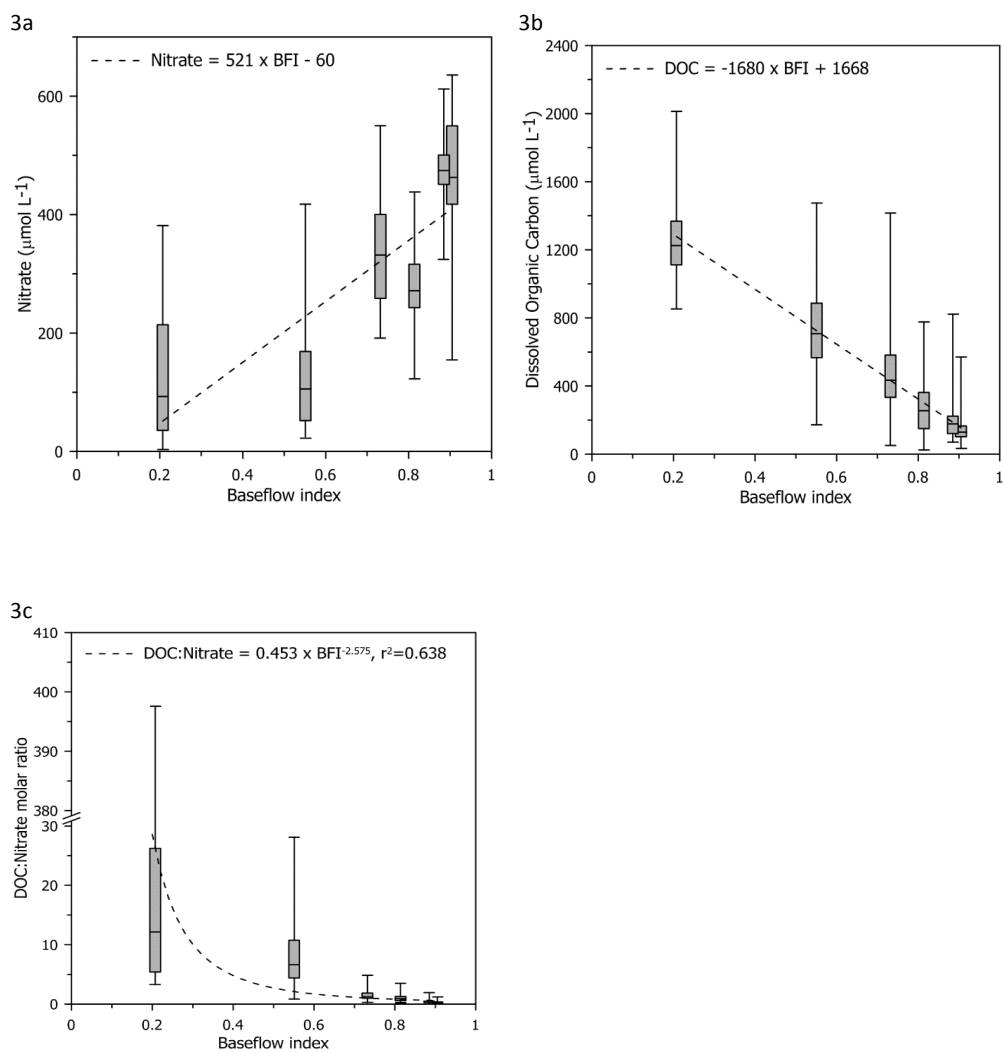 3a
Nitrate = 521 x BFI - 60
600
400
200
0
Nitrate (μmol L⁻¹)
0 0.2 0.4 0.6 0.8 1
Baseflow index
3b
DOC = -1680 x BFI + 1668
2400
2000
1600
1200
800
400
0
Dissolved Organic Carbon (μmol L⁻¹)
0 0.2 0.4 0.6 0.8 1
Baseflow index
3c
DOC:Nitrate = 0.453 x BFI⁻²·⁵⁷⁵, r²=0.638
410
400
390
380
30
20
10
0
DOC:Nitrate molar ratio
0 0.2 0.4 0.6 0.8 1
Baseflow index